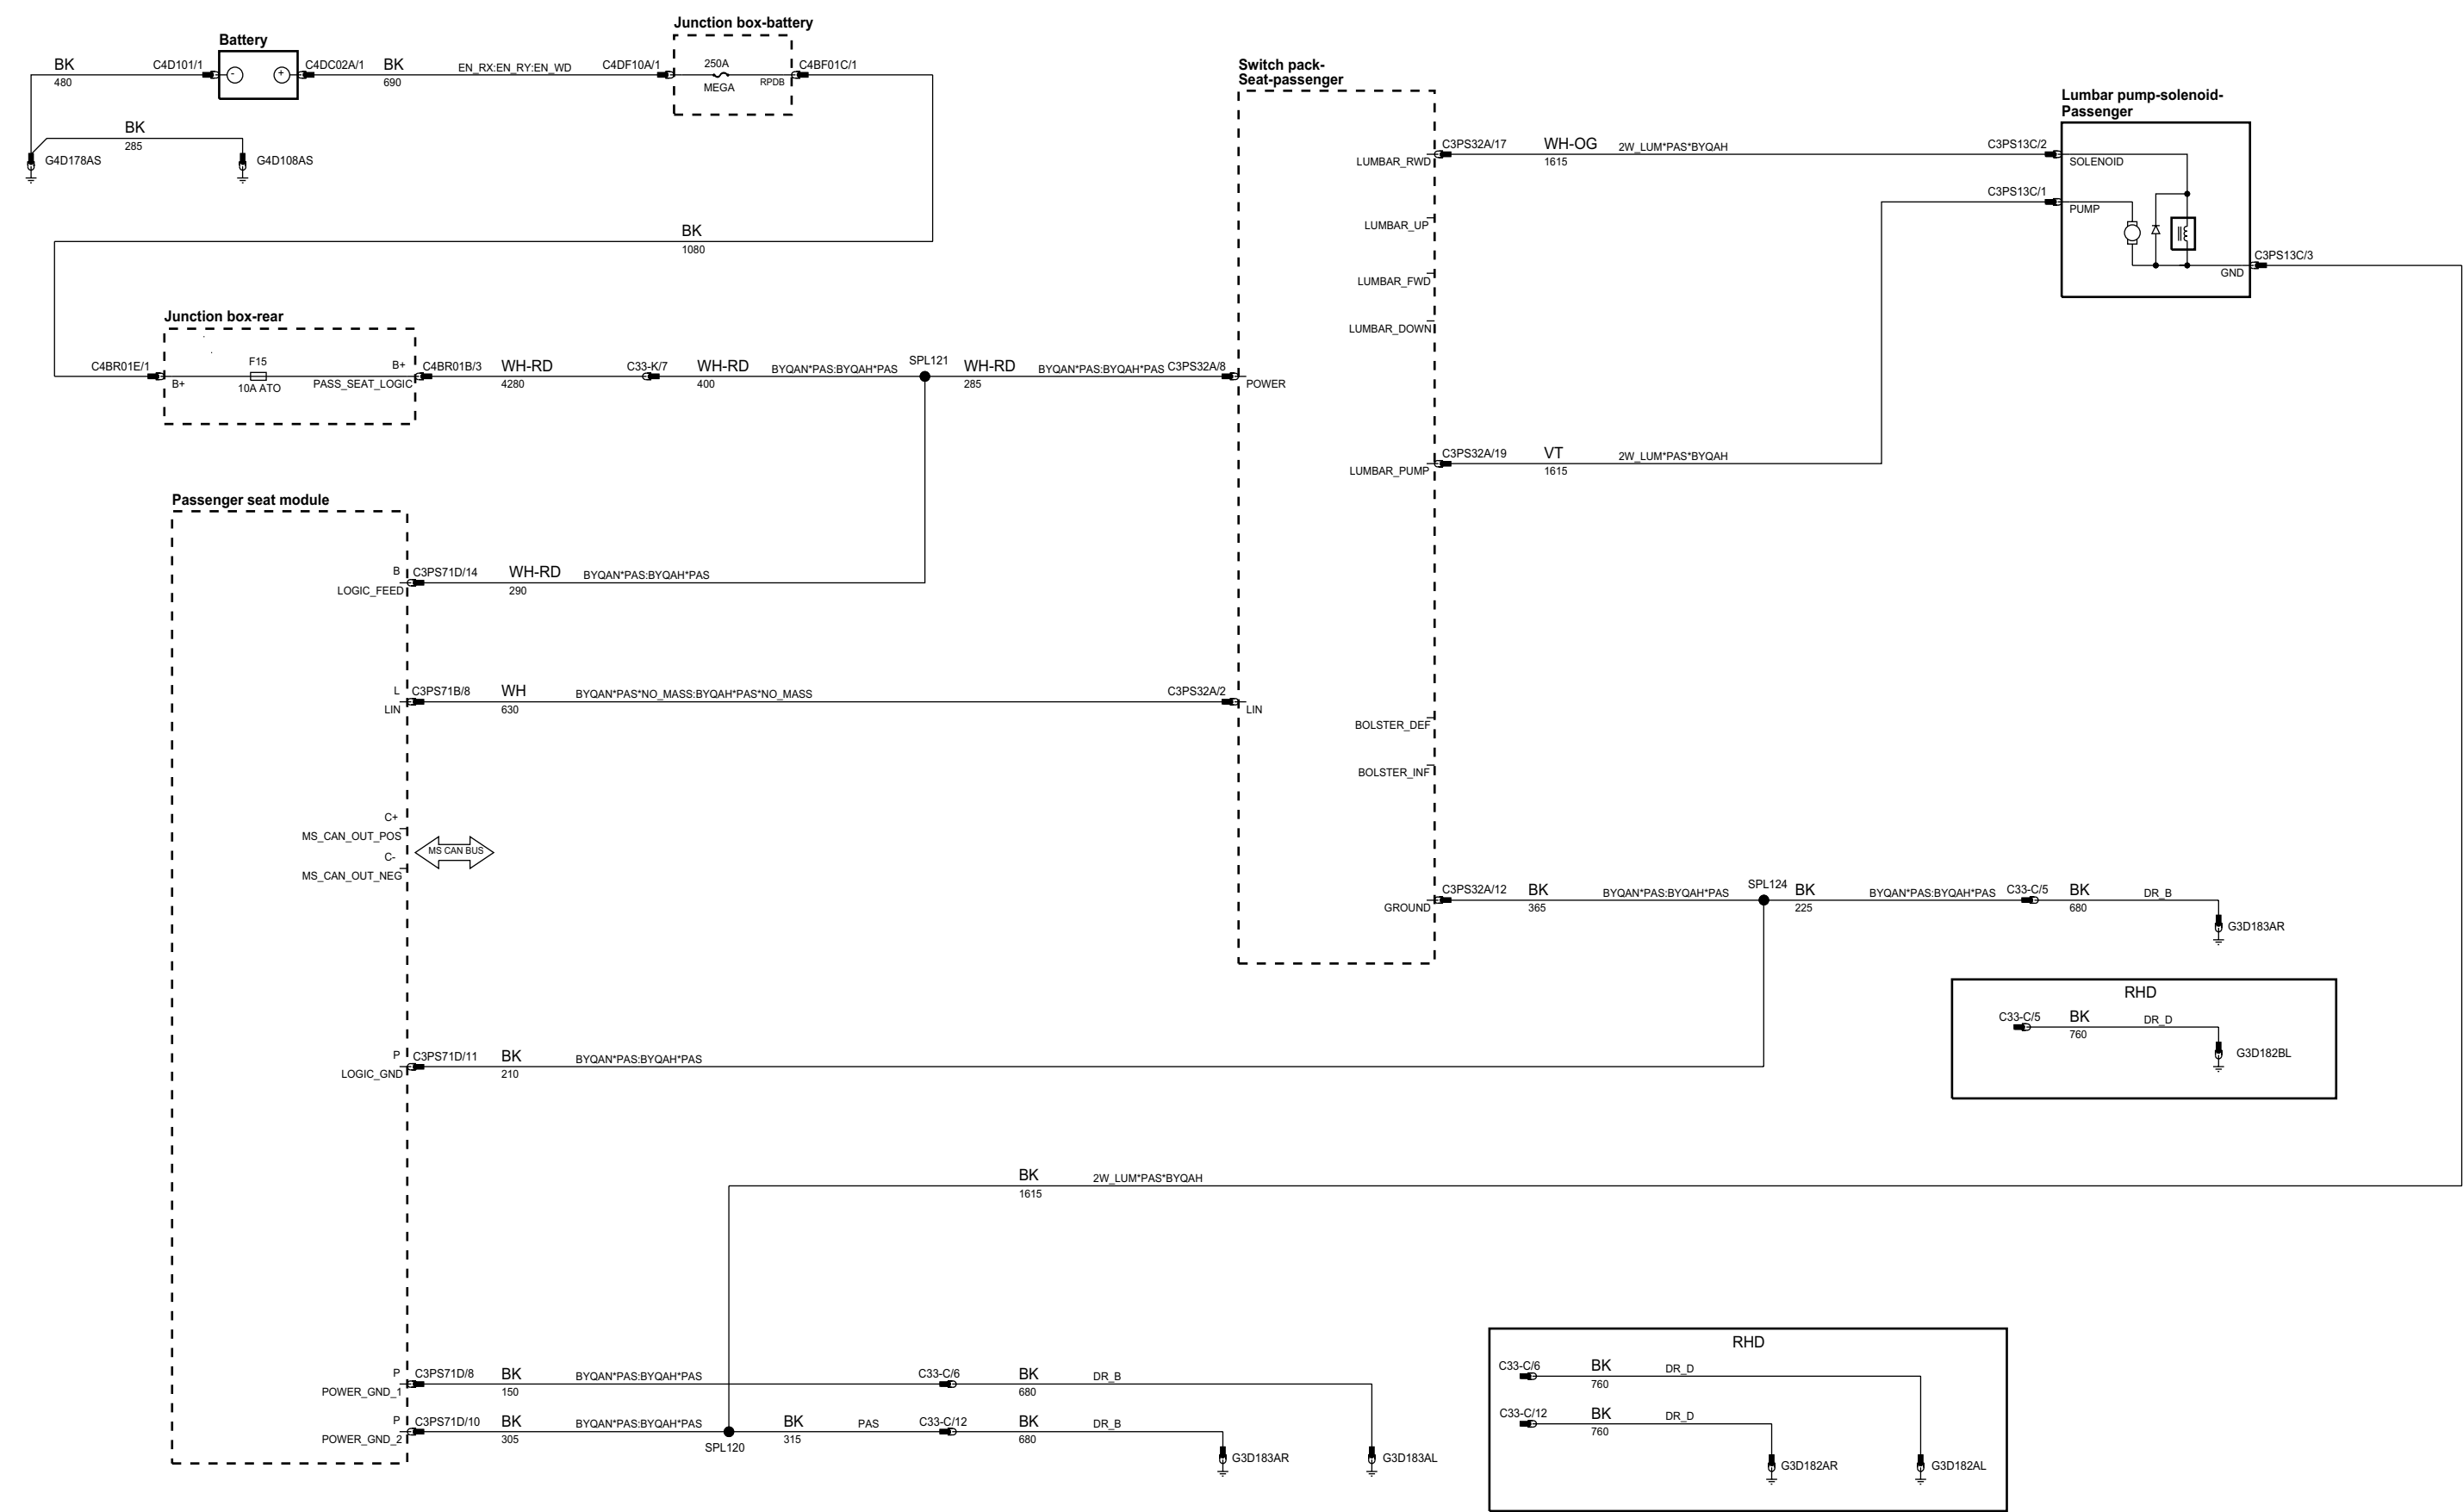 Junction box-battery
Battery
BK
480
C4D101/1
-
+
C4DC02A/1
BK
690
EN_RX:EN_RY:EN_WD
C4DF10A/1
250A
MEGA
RPDB
C4BF01C/1
BK
285
G4D178AS
G4D108AS
BK
1080
Switch pack-
Seat-passenger
Lumbar pump-solenoid-
Passenger
LUMBAR_RWD
C3PS32A/17
WH-OG
1615
2W_LUM*PAS*BYQAH
C3PS13C/2
SOLENOID
C3PS13C/1
PUMP
C3PS13C/3
GND
LUMBAR_UP
LUMBAR_FWD
LUMBAR_DOWN
Junction box-rear
C4BR01E/1
B+
F15
10A ATO
B+
PASS_SEAT_LOGIC
C4BR01B/3
WH-RD
4280
C33-K/7
WH-RD
400
BYQAN*PAS:BYQAH*PAS
SPL121
WH-RD
285
BYQAN*PAS:BYQAH*PAS
C3PS32A/8
POWER
LUMBAR_PUMP
C3PS32A/19
VT
1615
2W_LUM*PAS*BYQAH
Passenger seat module
B
LOGIC_FEED
C3PS71D/14
WH-RD
290
BYQAN*PAS:BYQAH*PAS
L
LIN
C3PS71B/8
WH
630
BYQAN*PAS*NO_MASS:BYQAH*PAS*NO_MASS
C3PS32A/2
LIN
BOLSTER_DEF
BOLSTER_INF
C+
MS_CAN_OUT_POS
C-
MS_CAN_OUT_NEG
MS CAN BUS
GROUND
C3PS32A/12
BK
365
BYQAN*PAS:BYQAH*PAS
SPL124
BK
225
BYQAN*PAS:BYQAH*PAS
C33-C/5
BK
680
DR_B
G3D183AR
RHD
C33-C/5
BK
760
DR_D
G3D182BL
P
LOGIC_GND
C3PS71D/11
BK
210
BYQAN*PAS:BYQAH*PAS
BK
1615
2W_LUM*PAS*BYQAH
P
POWER_GND_1
C3PS71D/8
BK
150
BYQAN*PAS:BYQAH*PAS
C33-C/6
BK
680
DR_B
P
POWER_GND_2
C3PS71D/10
BK
305
BYQAN*PAS:BYQAH*PAS
SPL120
BK
315
PAS
C33-C/12
BK
680
DR_B
G3D183AR
G3D183AL
RHD
C33-C/6
BK
760
DR_D
C33-C/12
BK
760
DR_D
G3D182AR
G3D182AL